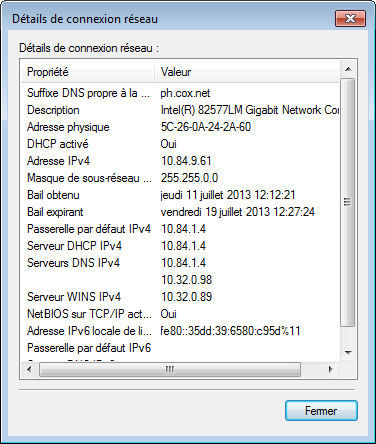 Détails de connexion réseau
Détails de connexion réseau :
Propriété Valeur
Suffixe DNS propre à la ... ph.cox.net
Description Intel(R) 82577LM Gigabit Network Cor
Adresse physique 5C-26-0A-24-2A-60
DHCP activé Oui
Adresse IPv4 10.84.9.61
Masque de sous-réseau ... 255.255.0.0
Bail obtenu jeudi 11 juillet 2013 12:12:21
Bail expirant vendredi 19 juillet 2013 12:27:24
Passerelle par défaut IPv4 10.84.1.4
Serveur DHCP IPv4 10.84.1.4
Serveurs DNS IPv4 10.84.1.4
10.32.0.98
Serveur WINS IPv4 10.32.0.89
NetBIOS sur TCP/IP act... Oui
Adresse IPv6 locale de li... fe80::35dd:39:6580:c95d%11
Passerelle par défaut IPv6
Fermer